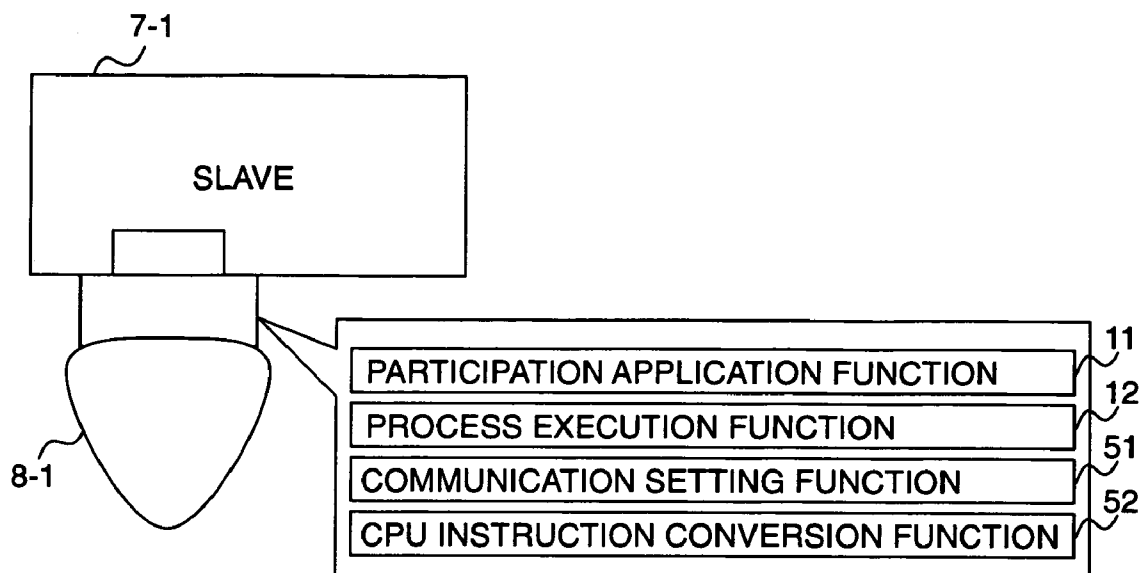 7-1
SLAVE
11
PARTICIPATION APPLICATION FUNCTION
12
PROCESS EXECUTION FUNCTION
51
COMMUNICATION SETTING FUNCTION
8-1
52
CPU INSTRUCTION CONVERSION FUNCTION